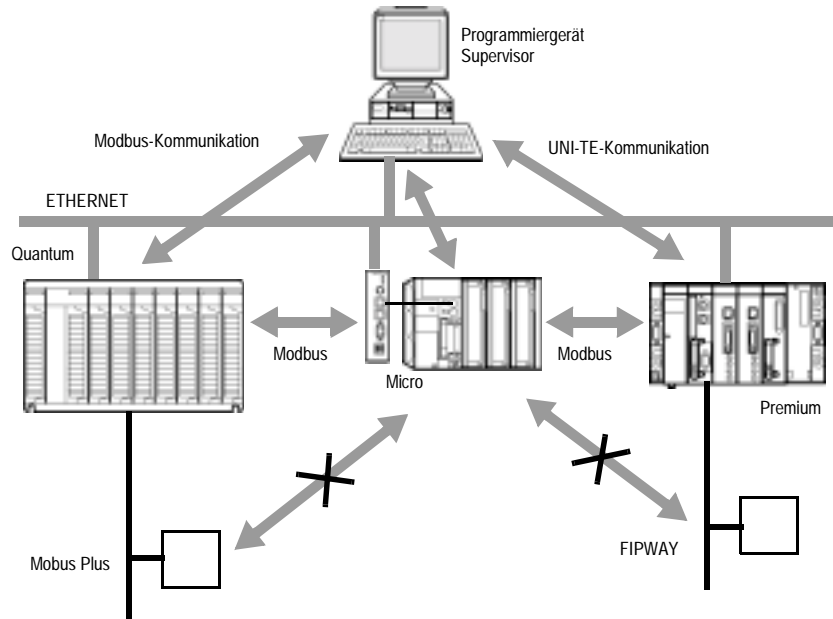 Programmiergerät
Supervisor
Modbus-Kommunikation
UNI-TE-Kommunikation
ETHERNET
Quantum
Modbus
Modbus
Micro
Premium
Mobus Plus
FIPWAY